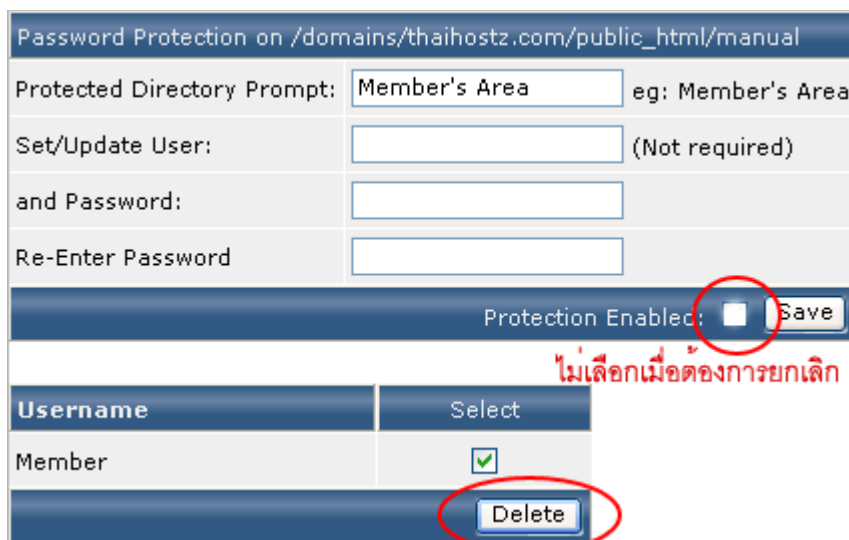 Password Protection on /domains/thaihostz.com/public_html/manual
Protected Directory Prompt: Member's Area eg: Member's Area
Set/Update User: (Not required)
and Password:
Re-Enter Password
Protection Enabled: Save
ไม่เลือกเมื่อต้องการยกเลิก
Username Select
Member
Delete